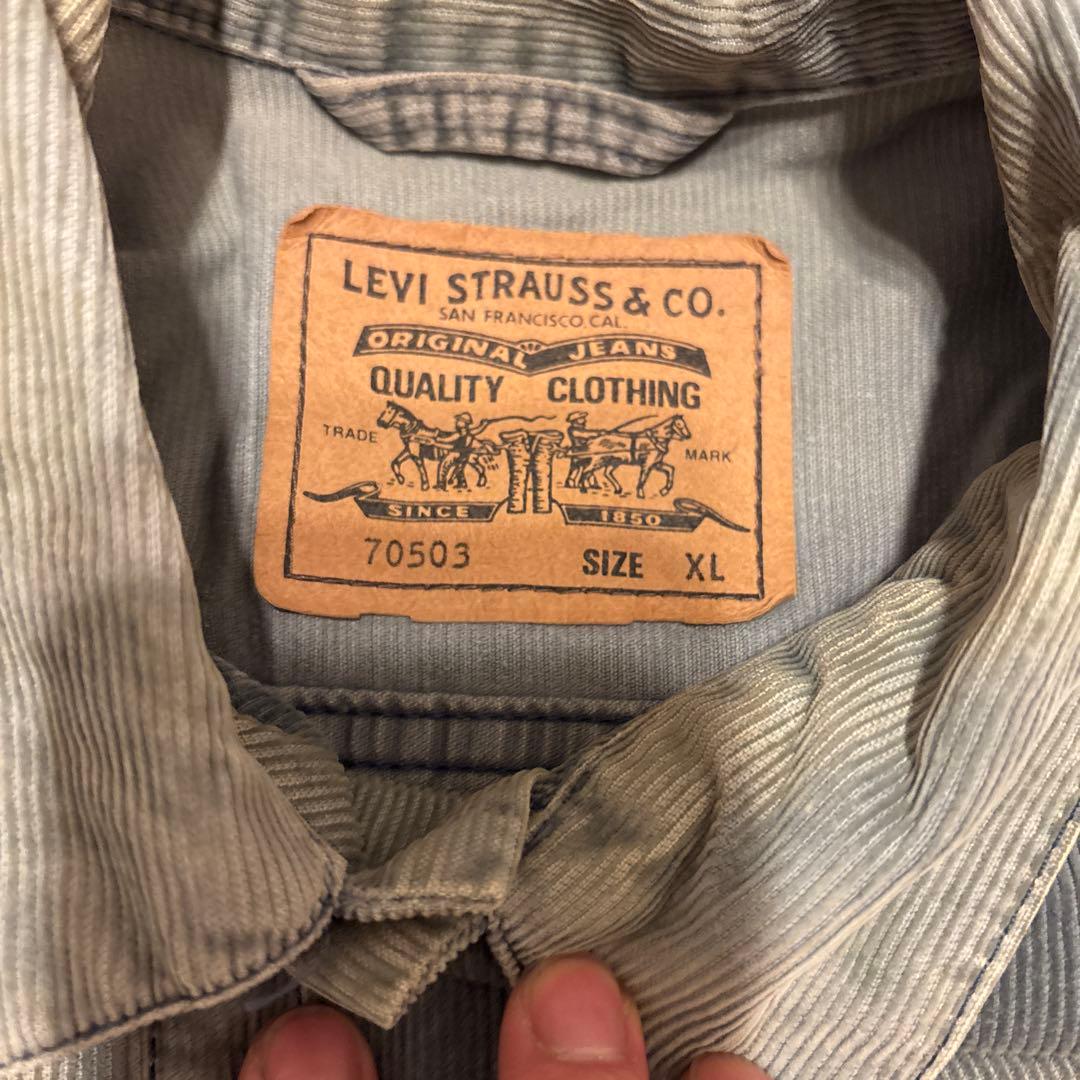 LEVI STRAUSS & CO.
SAN FRANCISCO, CAL.
ORIGINAL JEANS
QUALITY CLOTHING
TRADE MARK
SINCE 1850
70503 SIZE XL